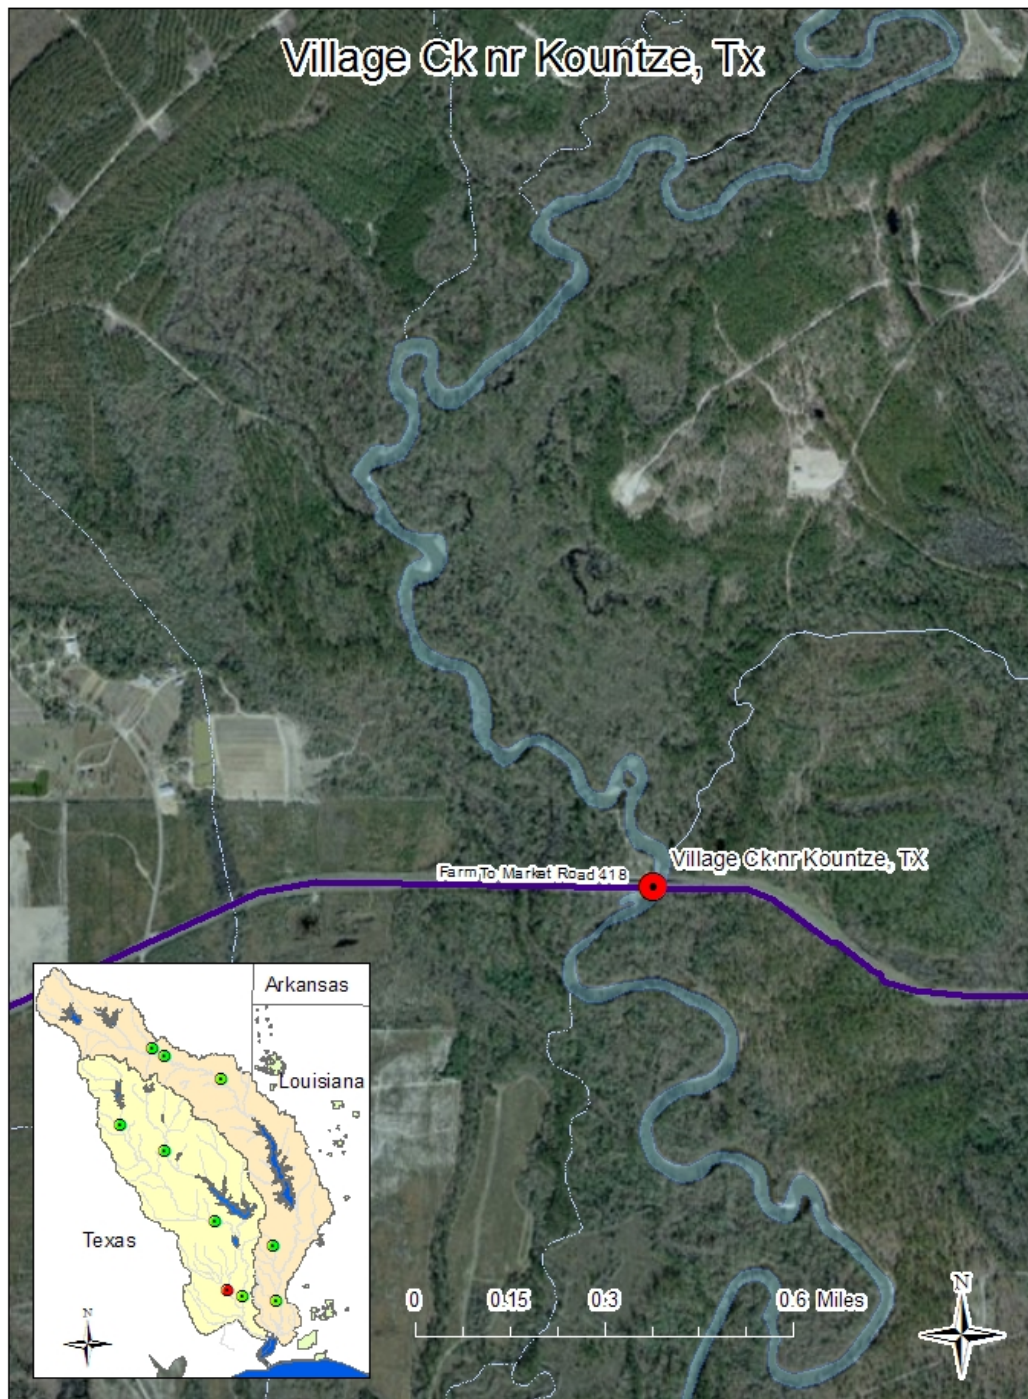 Village Ck nr Kountze, Tx
Village Ck nr Kountze, TX
Farm To Market Road 418
Arkansas
Louisiana
Texas
N
0 0.15 0.3 0.6 Miles
N